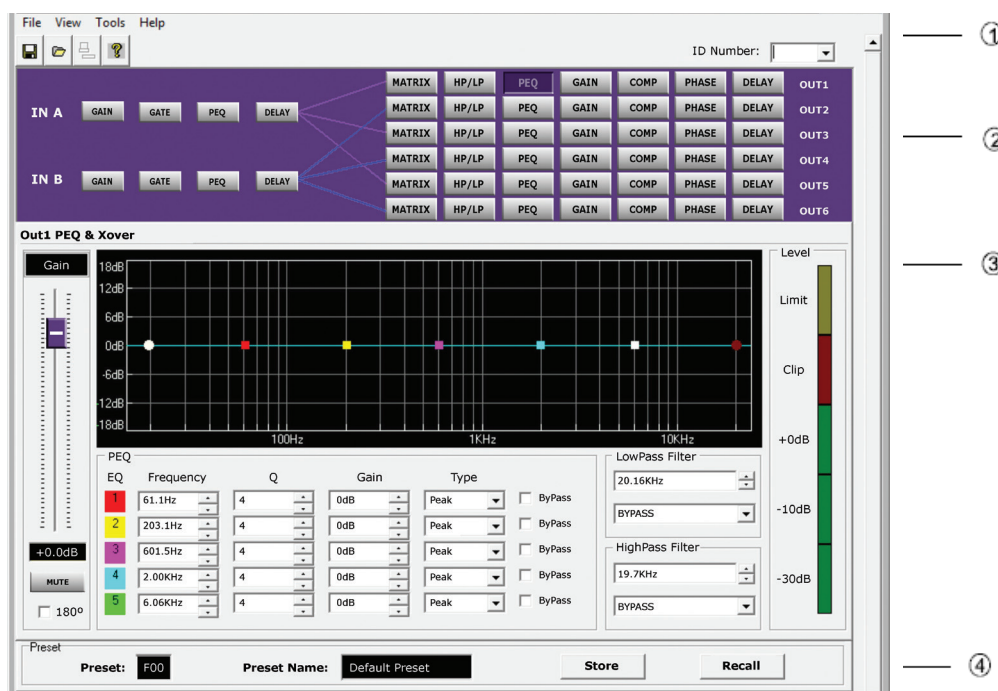 File View Tools Help
①
ID Number:
MATRIX HP/LP PEQ GAIN COMP PHASE DELAY OUT1
IN A GAIN GATE PEQ DELAY MATRIX HP/LP PEQ GAIN COMP PHASE DELAY OUT2
MATRIX HP/LP PEQ GAIN COMP PHASE DELAY OUT3
②
MATRIX HP/LP PEQ GAIN COMP PHASE DELAY OUT4
IN B GAIN GATE PEQ DELAY MATRIX HP/LP PEQ GAIN COMP PHASE DELAY OUT5
MATRIX HP/LP PEQ GAIN COMP PHASE DELAY OUT6
Out1 PEQ & Xover
Gain
18dB
12dB
6dB
0dB
-6dB
-12dB
-18dB
100Hz 1KHz 10KHz
Level
③
Limit
Clip
+0dB
-10dB
-30dB
PEQ
EQ Frequency Q Gain Type
1 61.1Hz 4 0dB Peak ByPass
2 203.1Hz 4 0dB Peak ByPass
3 601.5Hz 4 0dB Peak ByPass
4 2.00KHz 4 0dB Peak ByPass
5 6.06KHz 4 0dB Peak ByPass
LowPass Filter
20.16KHz
BYPASS
HighPass Filter
19.7KHz
BYPASS
+0.0dB
MUTE
180º
Preset
Preset: F00 Preset Name: Default Preset Store Recall
④